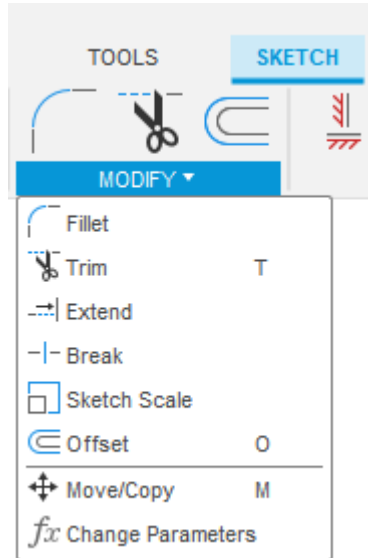 TOOLS SKETCH
MODIFY
Fillet
Trim T
Extend
Break
Sketch Scale
Offset O
Move/Copy M
fx Change Parameters